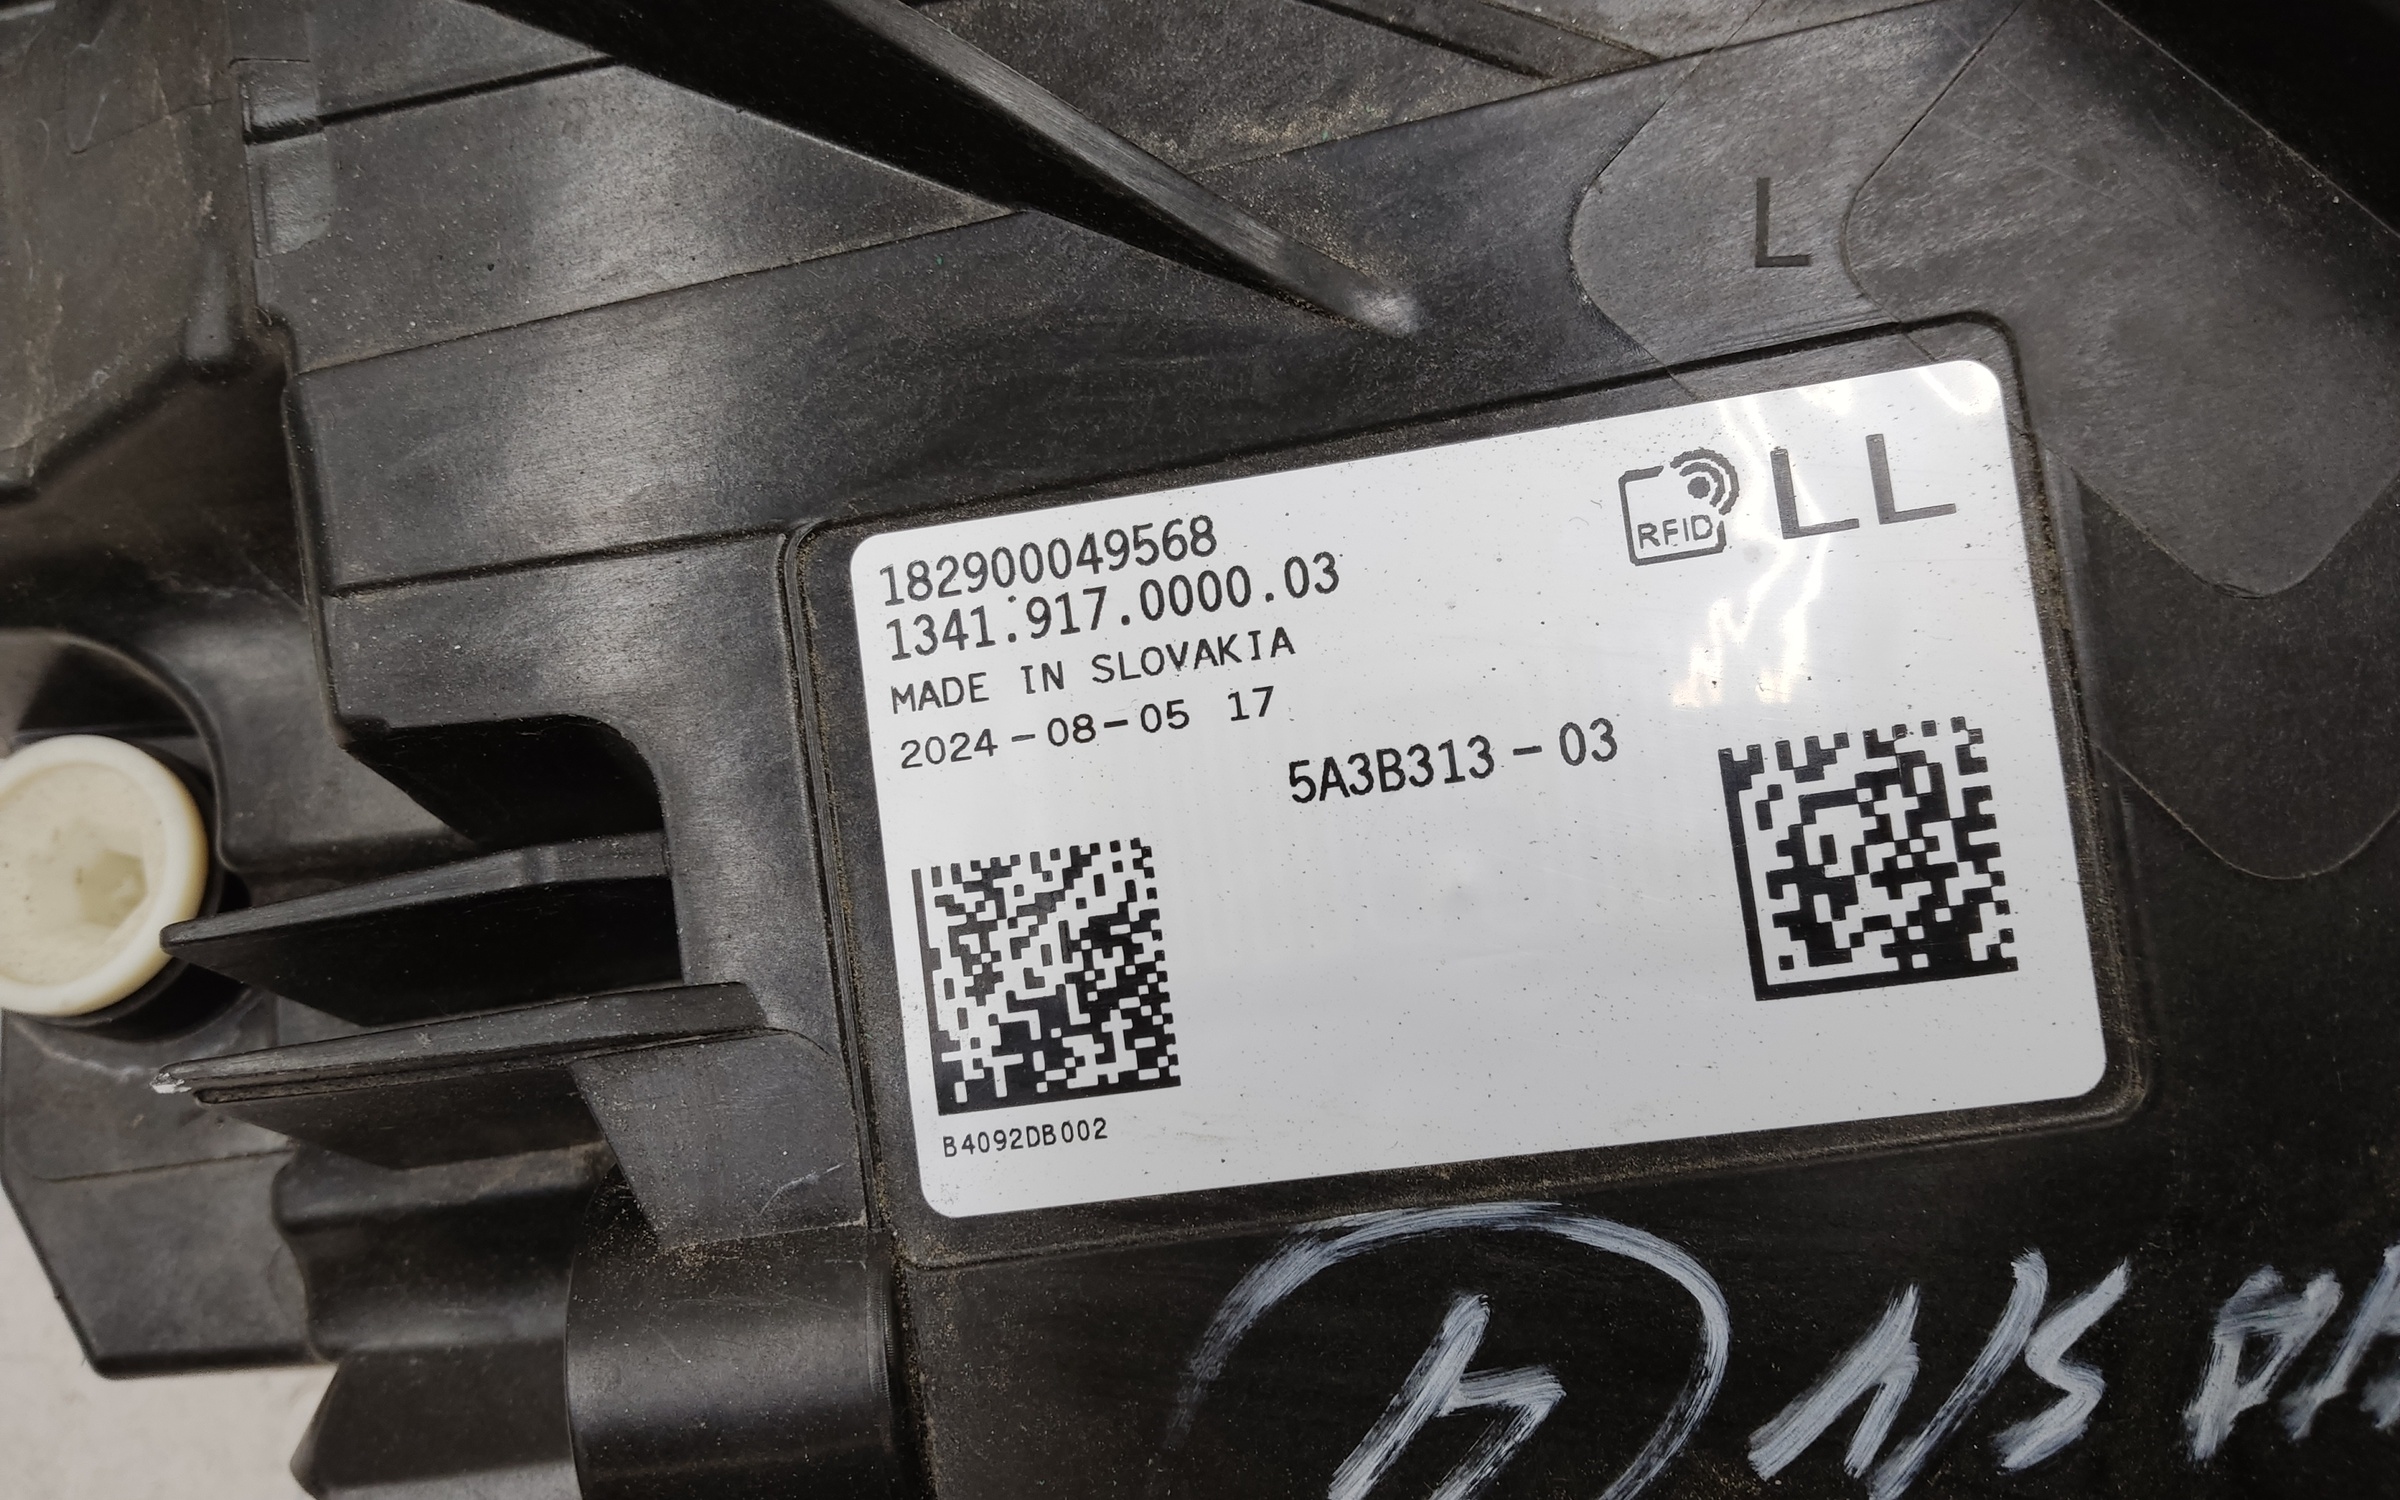 L
RFID LL
182900049568
1341.917.0000.03
MADE IN SLOVAKIA
2024-08-05 17
5A3B313-03
B4092DB002